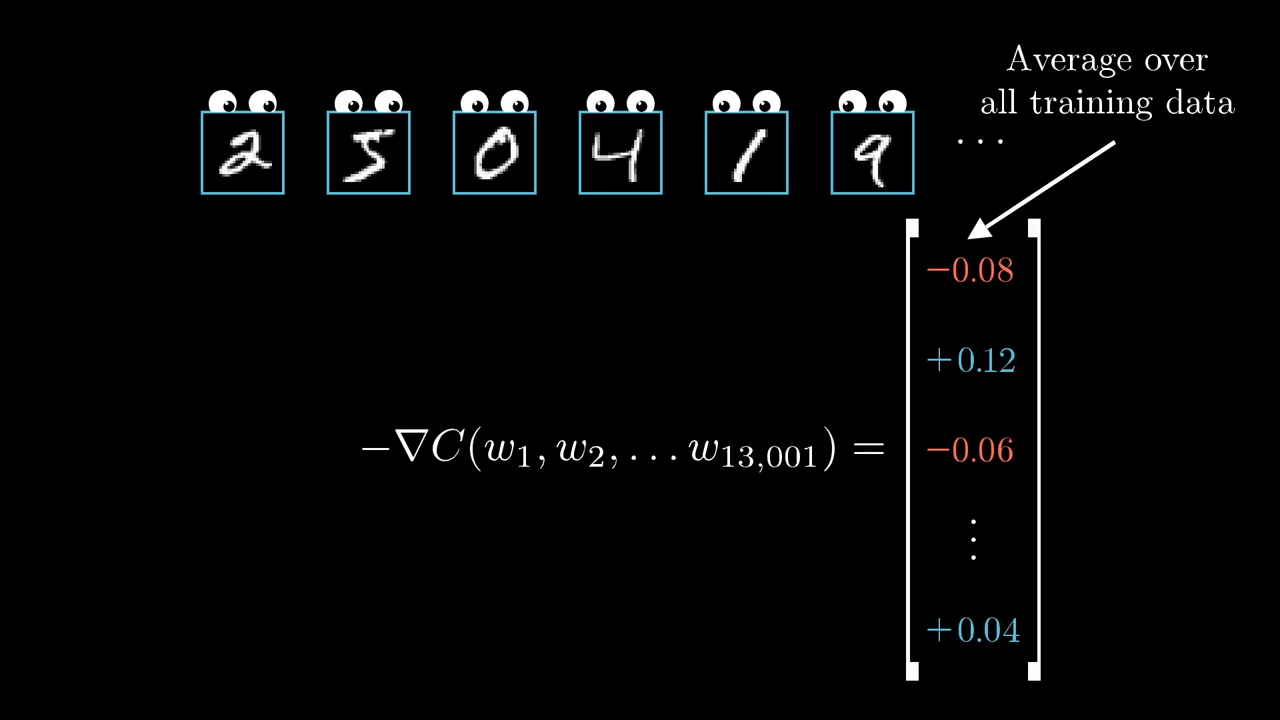 Average over
all training data
2 5 0 4 1 9 ...
−0.08
+0.12
−∇C(w₁, w₂, … w₁₃,₀₀₁) = −0.06
⋮
+0.04